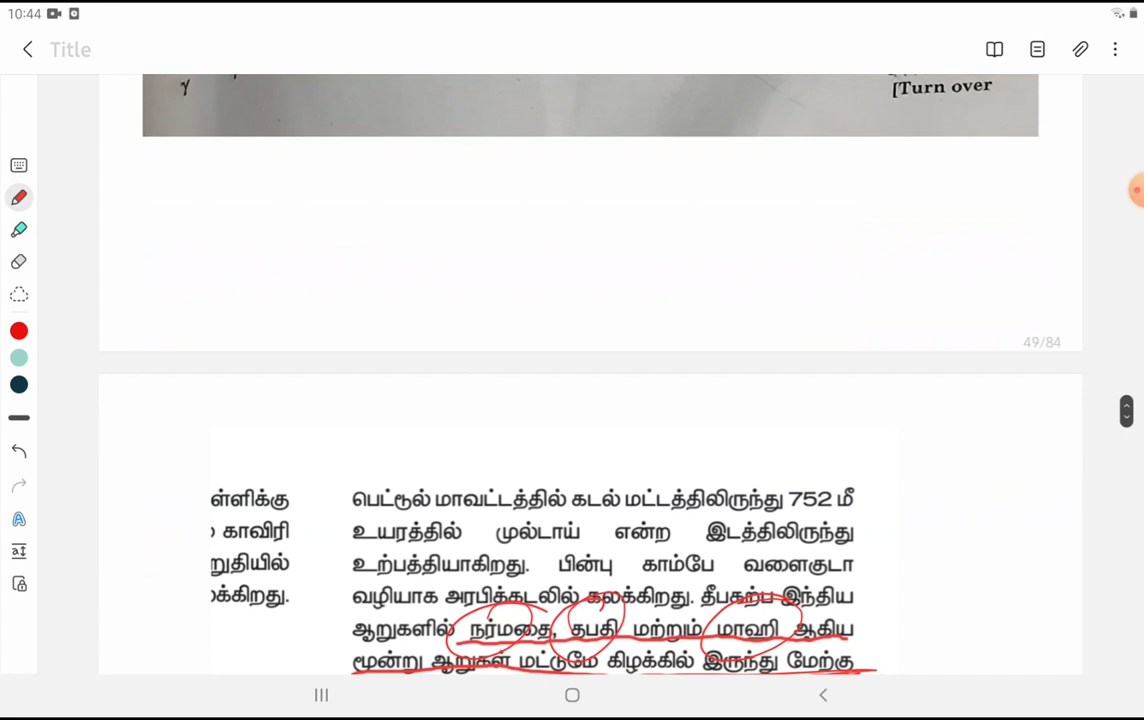 10:44
Title
γ
[Turn over
49/84
ள்ளிக்கு
காவிரி
றுதியில்
க்கிறது.
பெட்டூல் மாவட்டத்தில் கடல் மட்டத்திலிருந்து 752 மீ
உயரத்தில் முல்டாய் என்ற இடத்திலிருந்து
உற்பத்தியாகிறது. பின்பு காம்பே வளைகுடா
வழியாக அரபிக்கடலில் கலக்கிறது. தீபகற்ப இந்திய
ஆறுகளில் நர்மதை, தபதி மற்றும் மாஹி ஆகிய
மூன்று ஆறுகள் மட்டுமே கிழக்கில் இருந்து மேற்கு